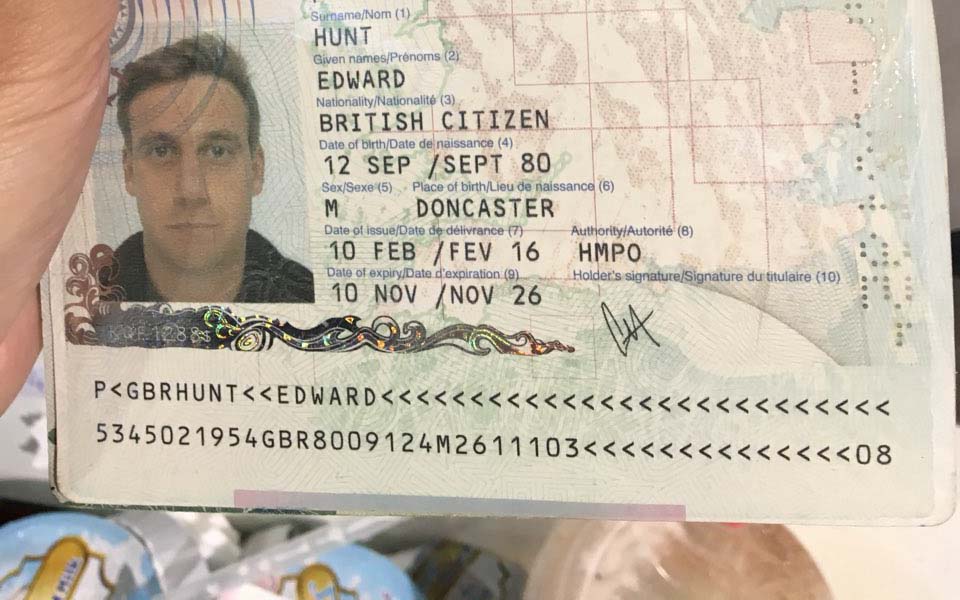 Surname/Nom (1)
HUNT
Given names/Prénoms (2)
EDWARD
Nationality/Nationalité (3)
BRITISH CITIZEN
Date of birth/Date de naissance (4)
12 SEP /SEPT 80
Sex/Sexe (5) Place of birth/Lieu de naissance (6)
M DONCASTER
Date of issue/Date de délivrance (7) Authority/Autorité (8)
10 FEB /FEV 16 HMPO
Date of expiry/Date d'expiration (9) Holder's signature/Signature du titulaire (10)
10 NOV /NOV 26
P<GBRHUNT<<EDWARD<<<<<<<<<<<<<<<<<<<<<<<<<<<
5345021954GBR8009124M2611103<<<<<<<<<<<<<<08